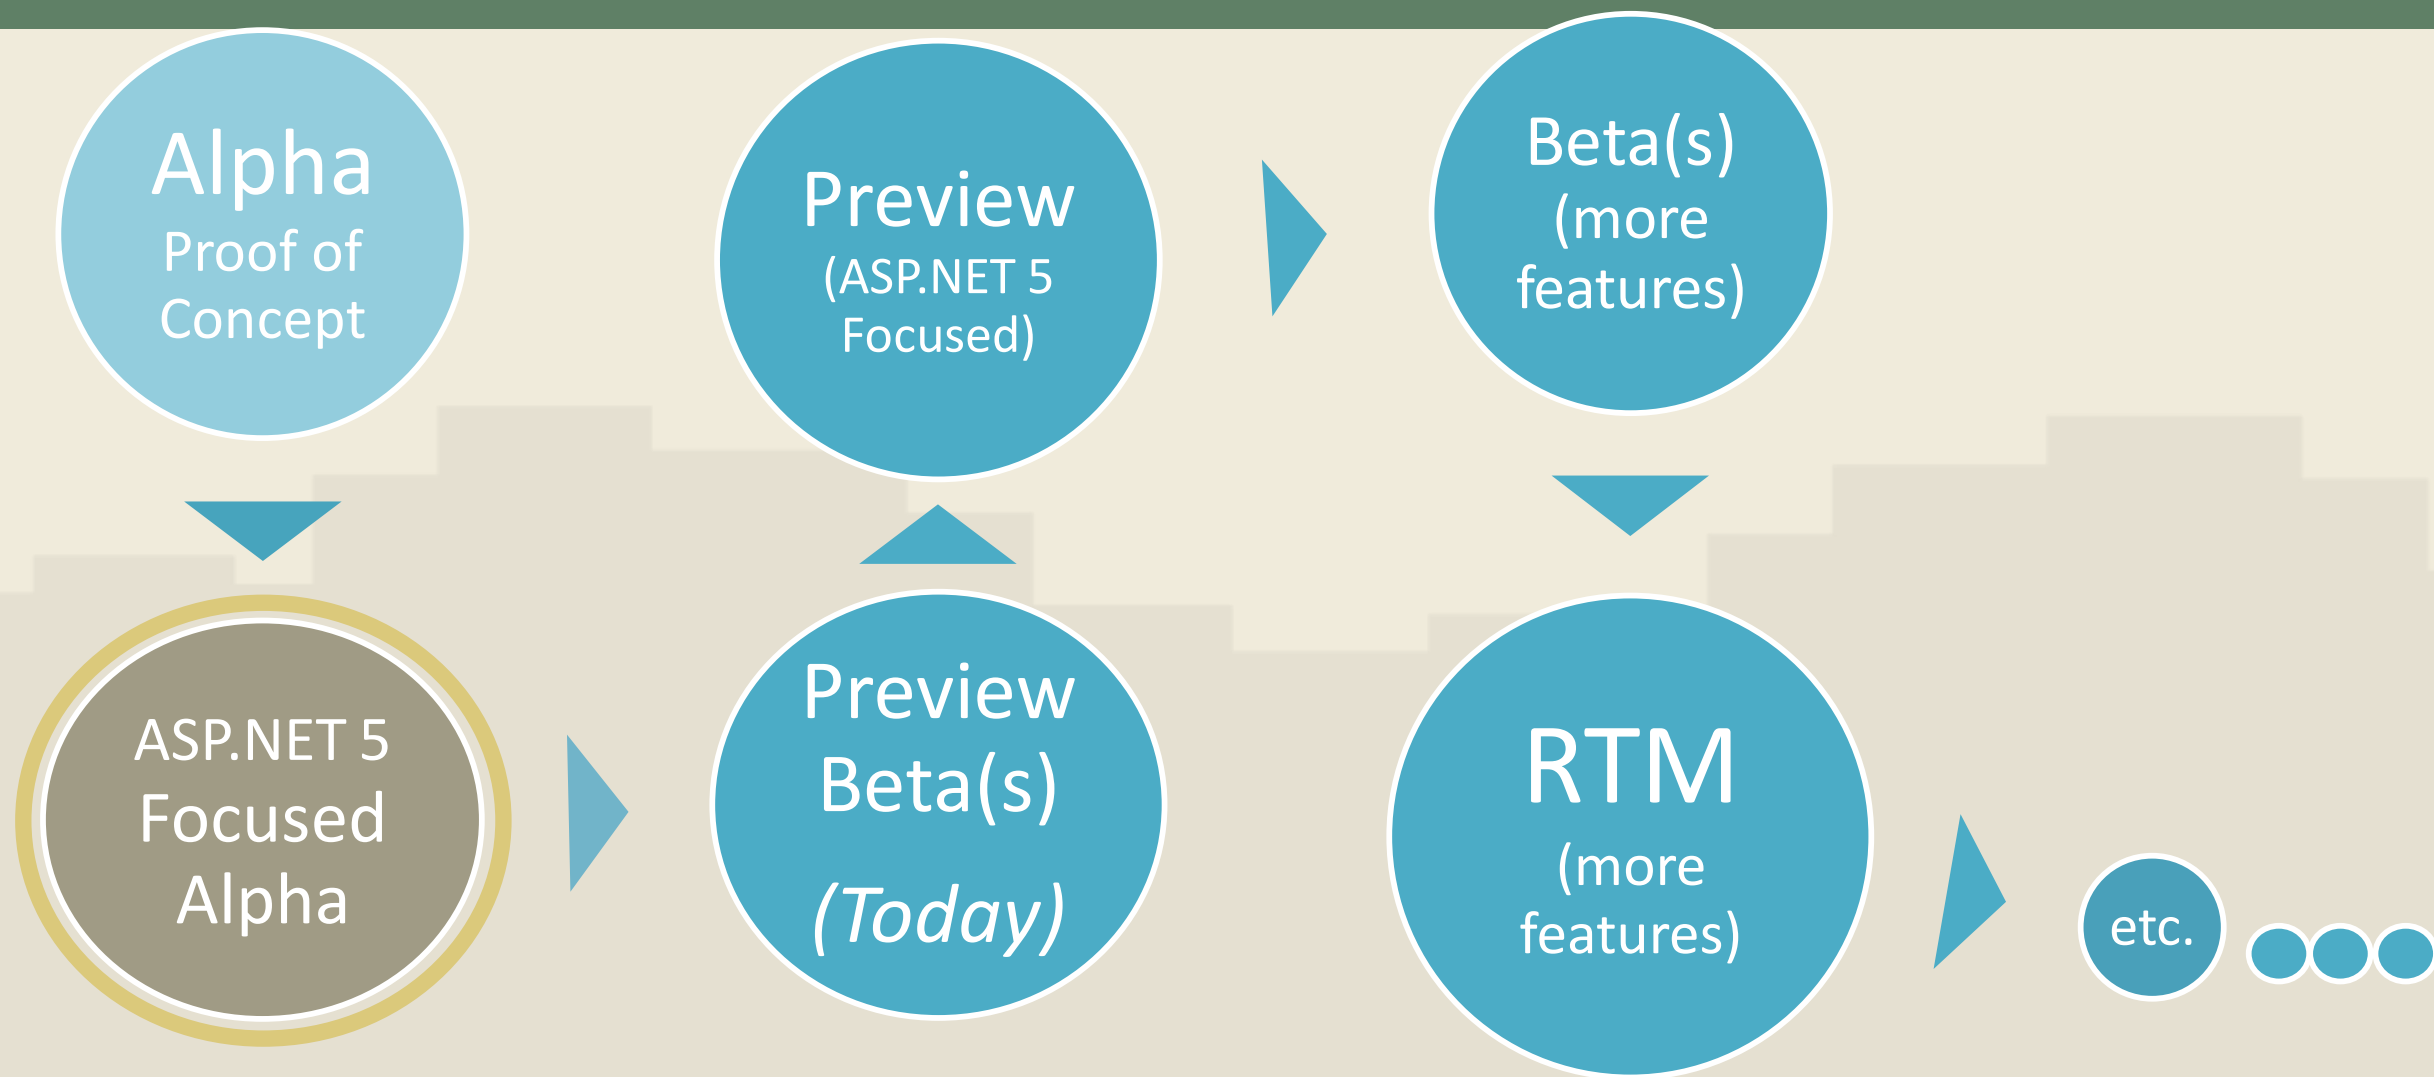 Alpha
Proof of
Concept
ASP.NET 5
Focused
Alpha
Preview
Beta(s)
(Today)
Preview
(ASP.NET 5
Focused)
Beta(s)
(more
features)
RTM
(more
features)
etc.